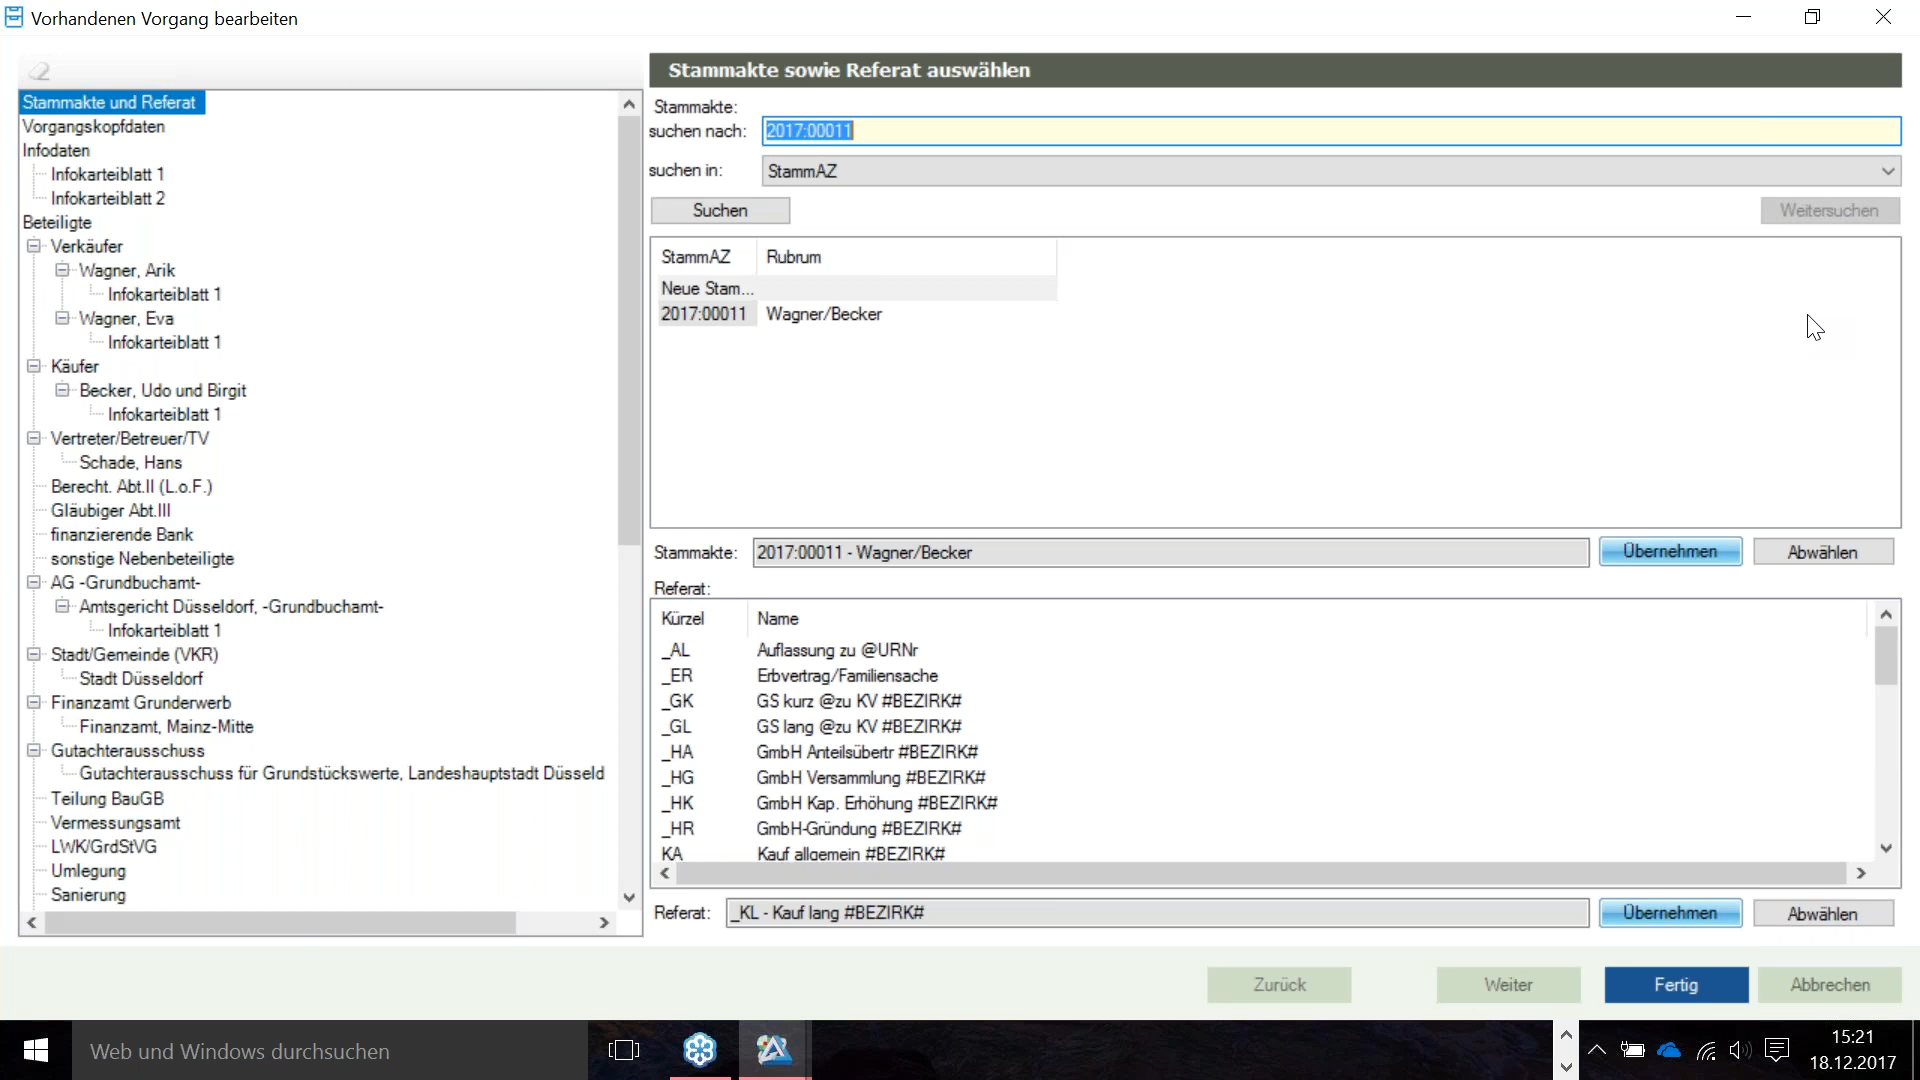 Vorhandenen Vorgang bearbeiten
Stammakte und Referat
Vorgangskopfdaten
Infodaten
Infokarteiblatt 1
Infokarteiblatt 2
Beteiligte
Verkäufer
Wagner, Arik
Infokarteiblatt 1
Wagner, Eva
Infokarteiblatt 1
Käufer
Becker, Udo und Birgit
Infokarteiblatt 1
Vertreter/Betreuer/TV
Schade, Hans
Berecht. Abt.II (L.o.F.)
Gläubiger Abt.III
finanzierende Bank
sonstige Nebenbeteiligte
AG -Grundbuchamt-
Amtsgericht Düsseldorf, -Grundbuchamt-
Infokarteiblatt 1
Stadt/Gemeinde (VKR)
Stadt Düsseldorf
Finanzamt Grunderwerb
Finanzamt, Mainz-Mitte
Gutachterausschuss
Gutachterausschuss für Grundstückswerte, Landeshauptstadt Düsseld
Teilung BauGB
Vermessungsamt
LWK/GrdStVG
Umlegung
Sanierung
Stammakte sowie Referat auswählen
Stammakte:
suchen nach: 2017:00011
suchen in: StammAZ
Suchen Weitersuchen
StammAZ Rubrum
Neue Stam...
2017:00011 Wagner/Becker
Stammakte: 2017:00011 - Wagner/Becker Übernehmen Abwählen
Referat:
Kürzel Name
_AL Auflassung zu @URNr
_ER Erbvertrag/Familiensache
_GK GS kurz @zu KV #BEZIRK#
_GL GS lang @zu KV #BEZIRK#
_HA GmbH Anteilsübertr #BEZIRK#
_HG GmbH Versammlung #BEZIRK#
_HK GmbH Kap. Erhöhung #BEZIRK#
_HR GmbH-Gründung #BEZIRK#
KA Kauf allgemein #BEZIRK#
Referat: _KL - Kauf lang #BEZIRK# Übernehmen Abwählen
Zurück Weiter Fertig Abbrechen
Web und Windows durchsuchen
15:21
18.12.2017